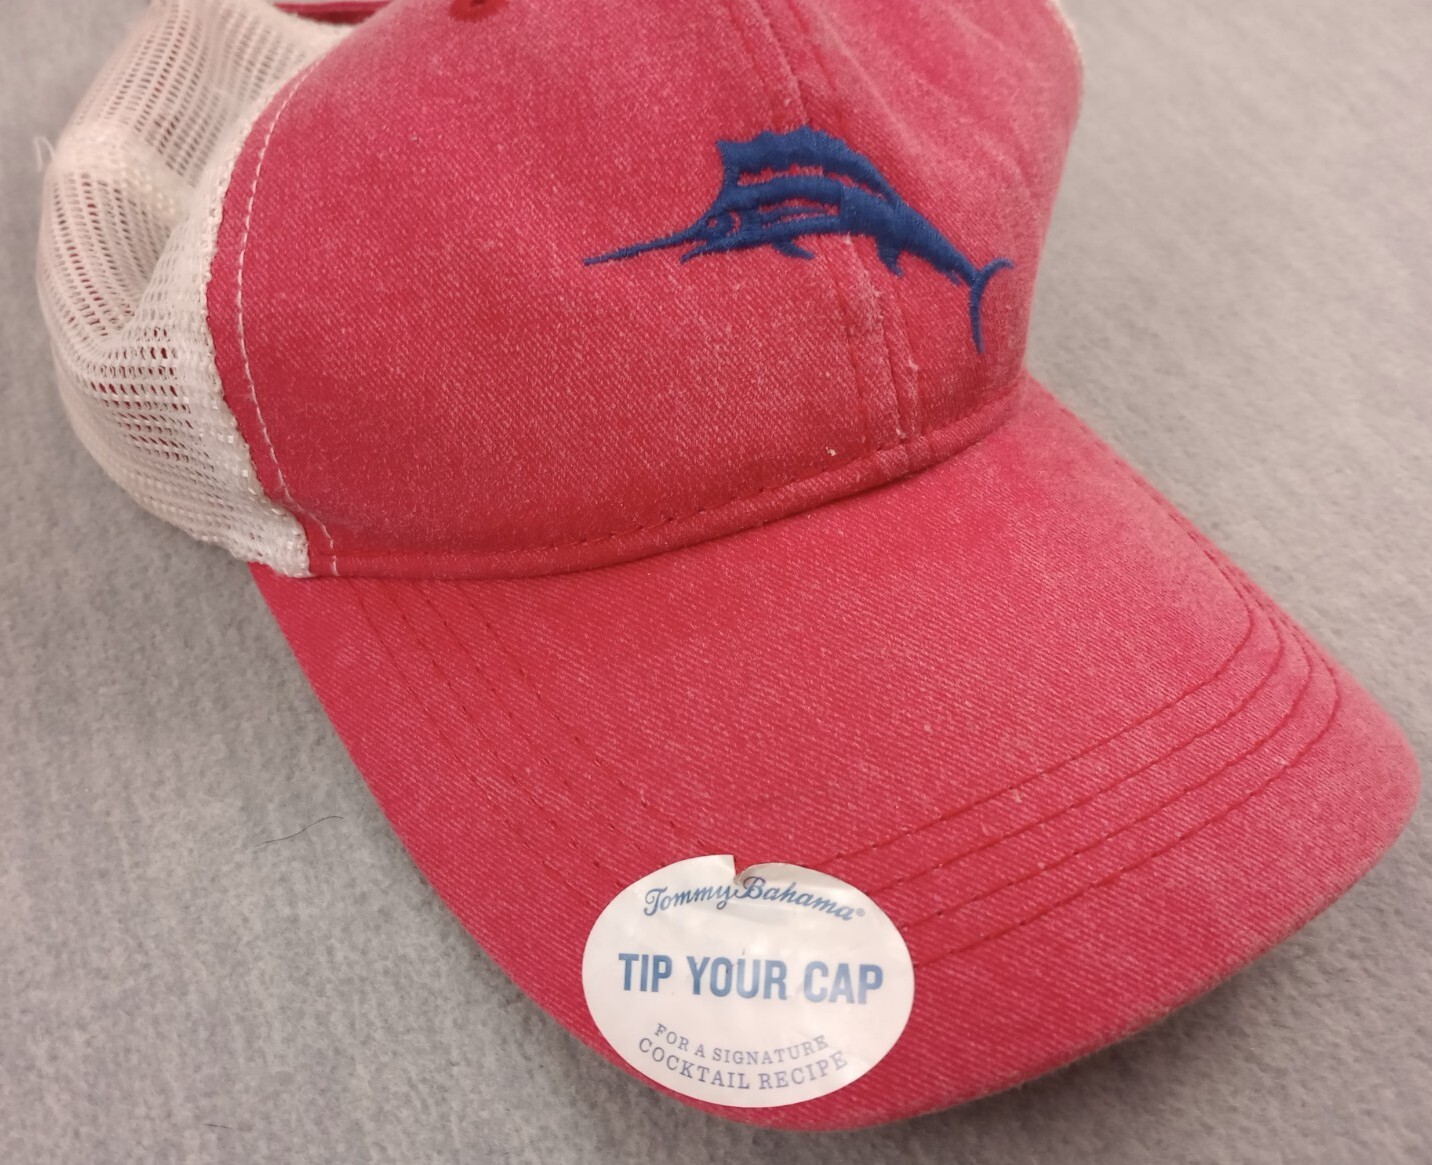 Tommy Bahama®
TIP YOUR CAP
FOR A SIGNATURE
COCKTAIL RECIPE